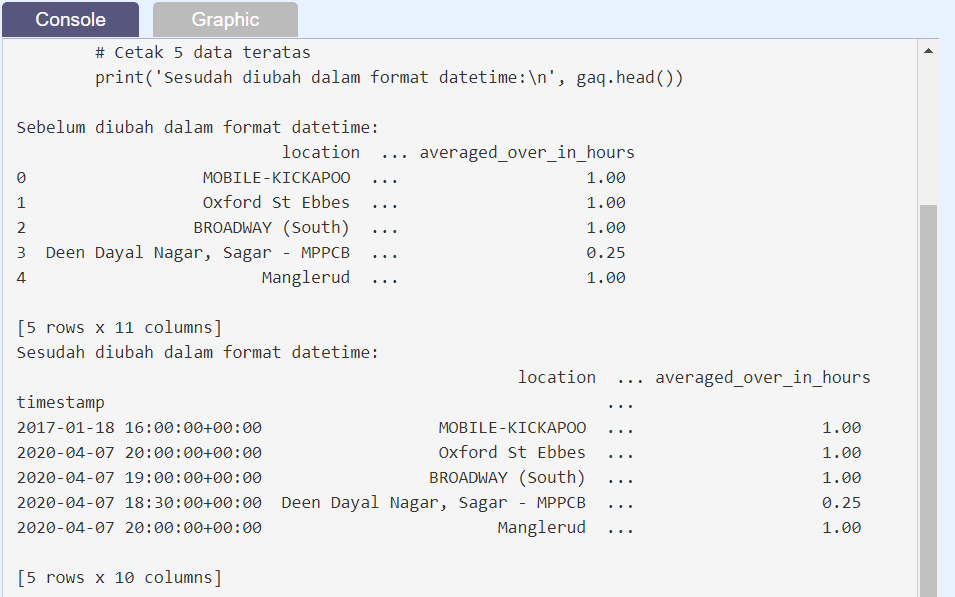 Console Graphic
# Cetak 5 data teratas
print('Sesudah diubah dalam format datetime:\n', gaq.head())
Sebelum diubah dalam format datetime:
location ... averaged_over_in_hours
0 MOBILE-KICKAPOO ... 1.00
1 Oxford St Ebbes ... 1.00
2 BROADWAY (South) ... 1.00
3 Deen Dayal Nagar, Sagar - MPPCB ... 0.25
4 Manglerud ... 1.00
[5 rows x 11 columns]
Sesudah diubah dalam format datetime:
location ... averaged_over_in_hours
timestamp ...
2017-01-18 16:00:00+00:00 MOBILE-KICKAPOO ... 1.00
2020-04-07 20:00:00+00:00 Oxford St Ebbes ... 1.00
2020-04-07 19:00:00+00:00 BROADWAY (South) ... 1.00
2020-04-07 18:30:00+00:00 Deen Dayal Nagar, Sagar - MPPCB ... 0.25
2020-04-07 20:00:00+00:00 Manglerud ... 1.00
[5 rows x 10 columns]